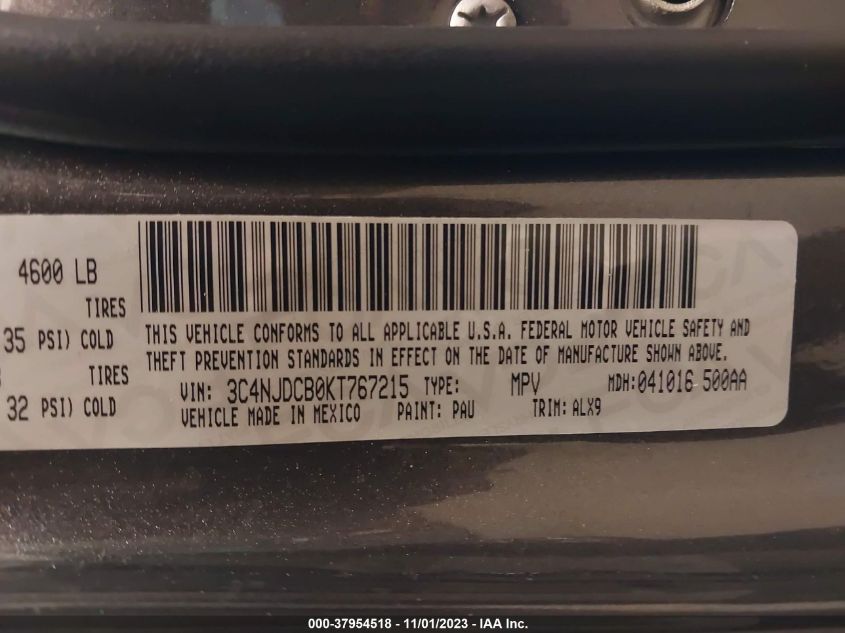 4600 LB
TIRES
35 PSI) COLD
TIRES
32 PSI) COLD
THIS VEHICLE CONFORMS TO ALL APPLICABLE U.S.A. FEDERAL MOTOR VEHICLE SAFETY AND
THEFT PREVENTION STANDARDS IN EFFECT ON THE DATE OF MANUFACTURE SHOWN ABOVE.
VIN: 3C4NJDCB0KT767215 TYPE: MPV MDH:041016 500AA
VEHICLE MADE IN MEXICO PAINT: PAU TRIM: ALX9
000-37954518 - 11/01/2023 - IAA Inc.